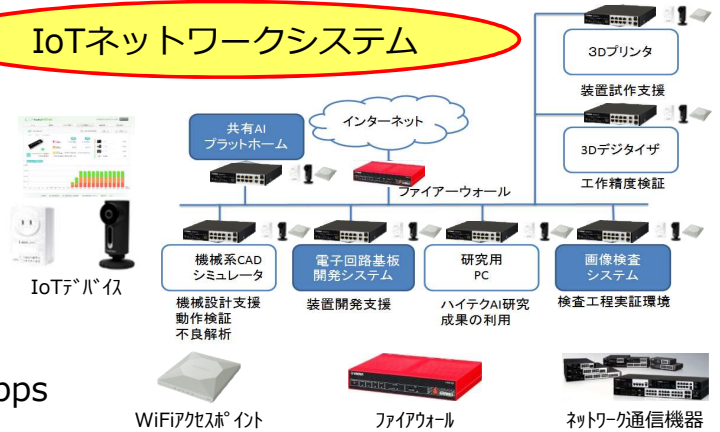 IoTネットワークシステム
3Dプリンタ
装置試作支援
共有AI
プラットホーム
インターネット
3Dデジタイザ
工作精度検証
ファイアーウォール
機械系CAD
シミュレータ
電子回路基板
開発システム
研究用
PC
画像検査
システム
IoTﾃﾞﾊﾞｲｽ
機械設計支援
動作検証
不良解析
装置開発支援
ハイテクAI研究
成果の利用
検査工程実証環境
ops
WiFiｱｸｾｽﾎﾟｲﾝﾄ
ﾌｧｲｱｳｫｰﾙ
ﾈｯﾄﾜｰｸ通信機器